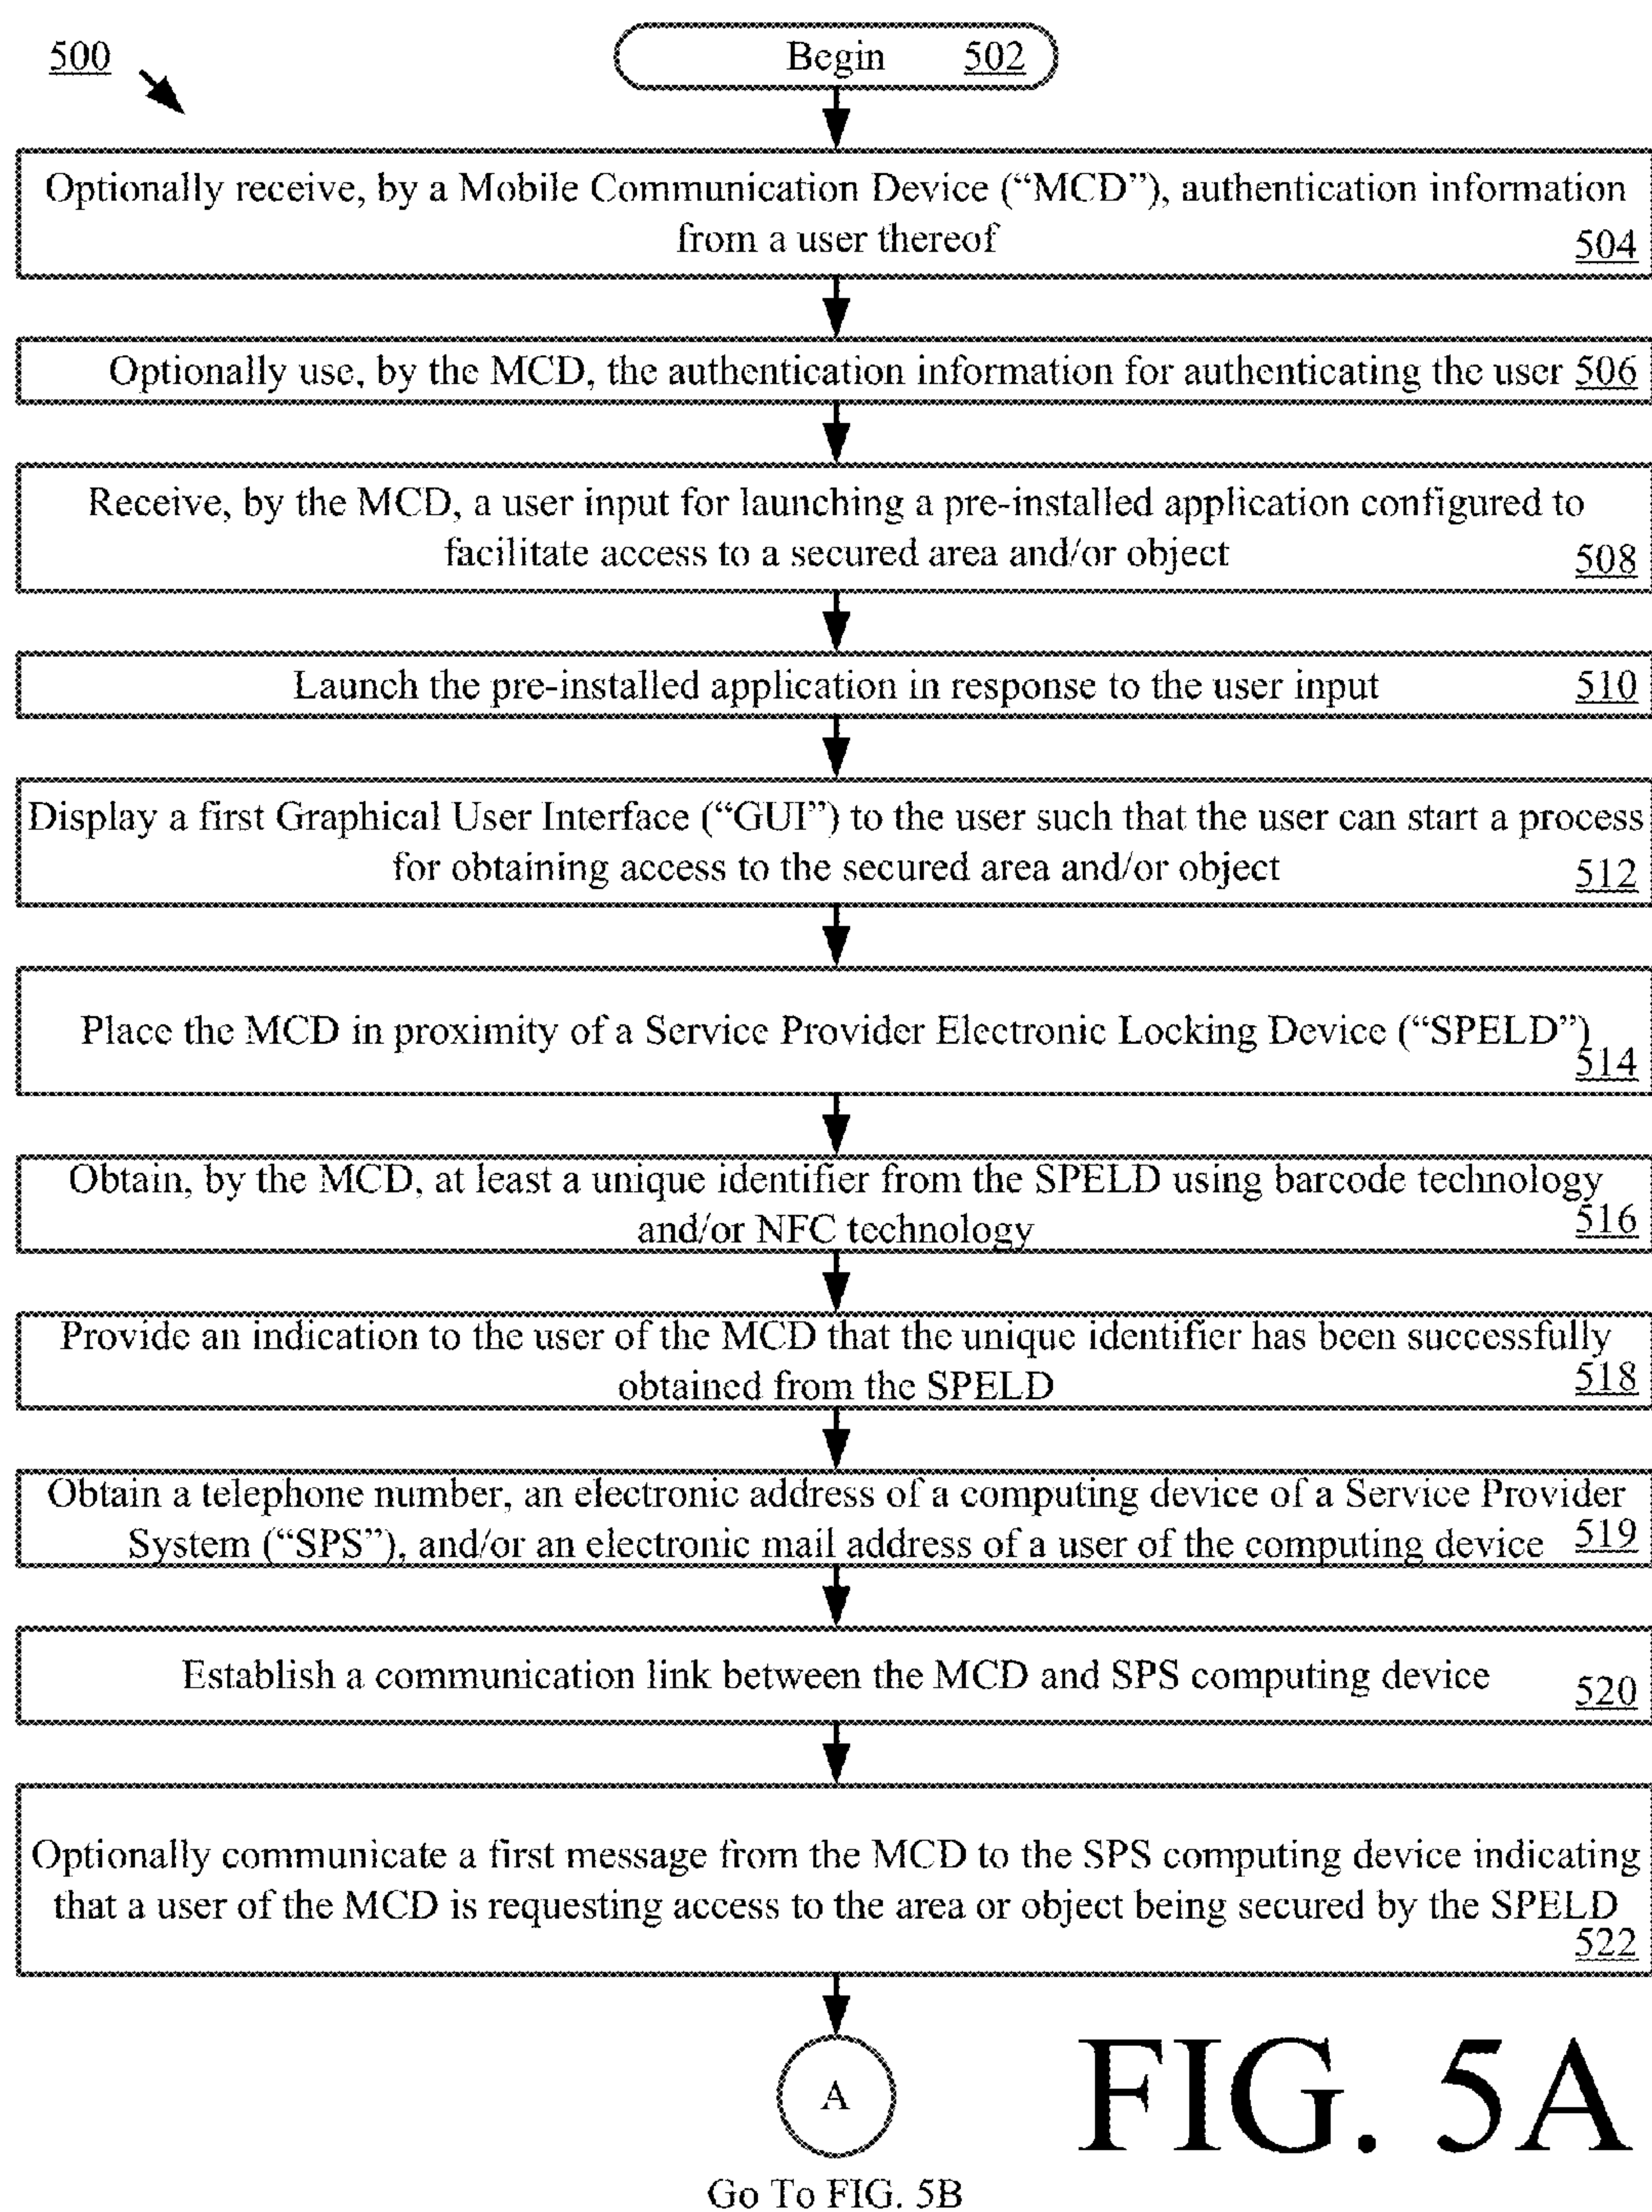 500
Begin 502
Optionally receive, by a Mobile Communication Device (“MCD”), authentication information
from a user thereof 504
Optionally use, by the MCD, the authentication information for authenticating the user 506
Receive, by the MCD, a user input for launching a pre-installed application configured to
facilitate access to a secured area and/or object 508
Launch the pre-installed application in response to the user input 510
Display a first Graphical User Interface (“GUI”) to the user such that the user can start a process
for obtaining access to the secured area and/or object 512
Place the MCD in proximity of a Service Provider Electronic Locking Device (“SPELD”)
514
Obtain, by the MCD, at least a unique identifier from the SPELD using barcode technology
and/or NFC technology 516
Provide an indication to the user of the MCD that the unique identifier has been successfully
obtained from the SPELD 518
Obtain a telephone number, an electronic address of a computing device of a Service Provider
System (“SPS”), and/or an electronic mail address of a user of the computing device 519
Establish a communication link between the MCD and SPS computing device 520
Optionally communicate a first message from the MCD to the SPS computing device indicating
that a user of the MCD is requesting access to the area or object being secured by the SPELD
522
A
FIG. 5A
Go To FIG. 5B